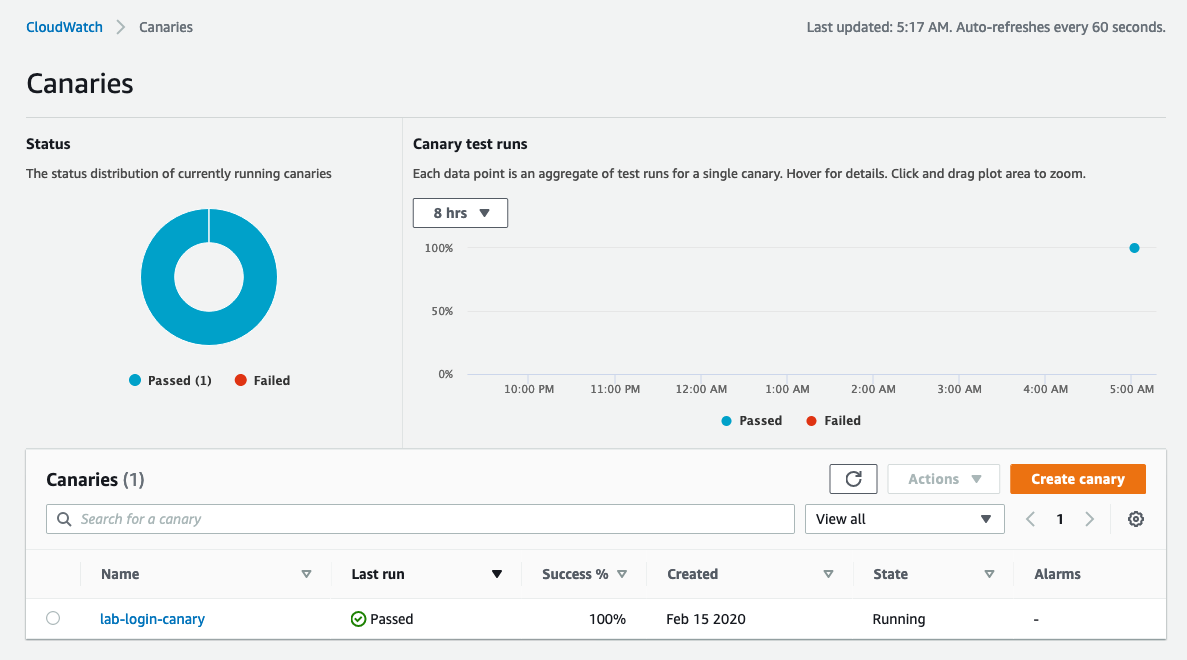 CloudWatch Canaries Last updated: 5:17 AM. Auto-refreshes every 60 seconds.
Canaries
Status
The status distribution of currently running canaries
Passed (1) Failed
Canary test runs
Each data point is an aggregate of test runs for a single canary. Hover for details. Click and drag plot area to zoom.
8 hrs
100%
50%
0%
10:00 PM 11:00 PM 12:00 AM 1:00 AM 2:00 AM 3:00 AM 4:00 AM 5:00 AM
Passed Failed
Canaries (1) Actions Create canary
Search for a canary View all 1
Name Last run Success % Created State Alarms
lab-login-canary Passed 100% Feb 15 2020 Running -